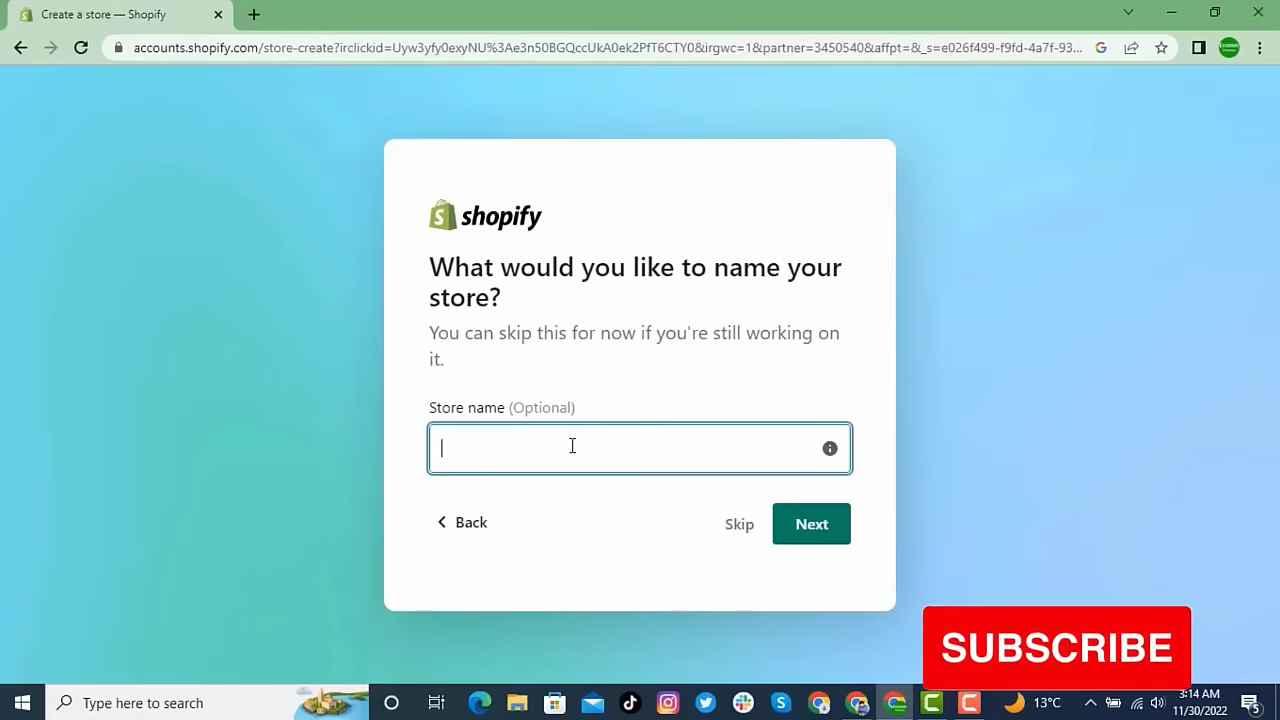 Create a store — Shopify
accounts.shopify.com/store-create?irclickid=Uyw3yfy0exyNU%3Ae3n50BGQccUkA0ek2PfT6CTY0&irgwc=1&partner=3450540&affpt=&_s=e026f499-f9fd-4a7f-93...
shopify
What would you like to name your
store?
You can skip this for now if you're still working on
it.
Store name (Optional)
Back
Skip
Next
SUBSCRIBE
Type here to search
13°C
3:14 AM
11/30/2022
5